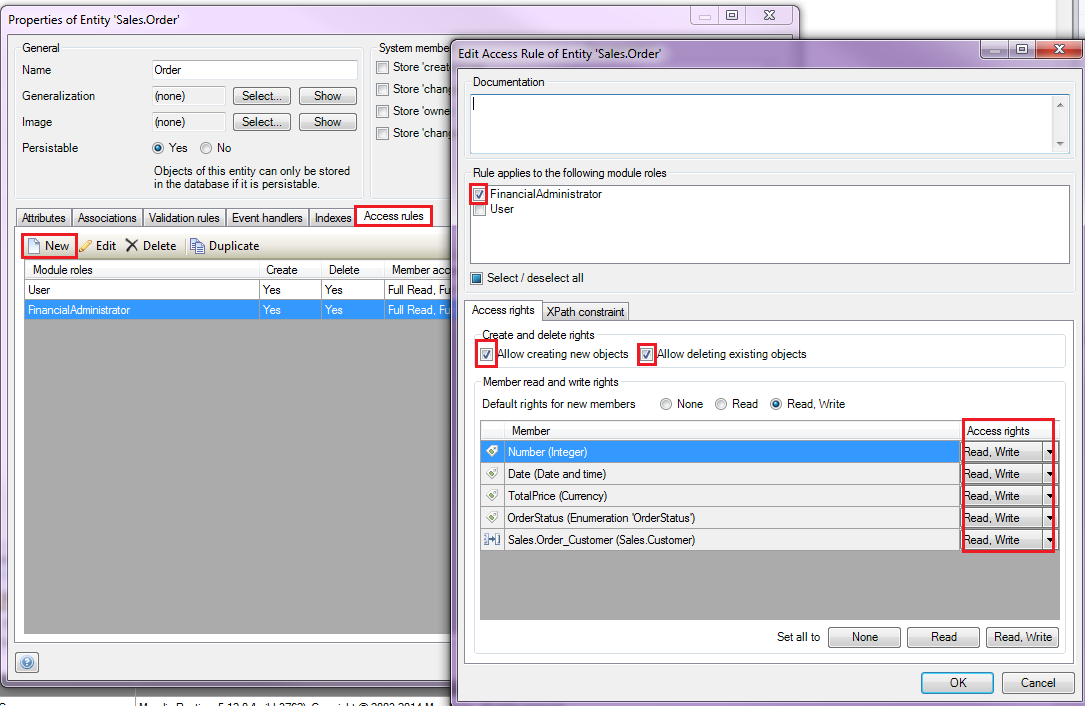 Properties of Entity 'Sales.Order'
General
Name
Order
Generalization
(none)
Select...
Show
Image
(none)
Select...
Show
Persistable
Yes
No
Objects of this entity can only be stored
in the database if it is persistable.
System membe
Store 'creat
Store 'chang
Store 'owne
Store 'chang
Attributes
Associations
Validation rules
Event handlers
Indexes
Access rules
New
Edit
Delete
Duplicate
Module roles
Create
Delete
Member acc
User
Yes
Yes
Full Read, Fu
FinancialAdministrator
Yes
Yes
Full Read, Fu
Edit Access Rule of Entity 'Sales.Order'
Documentation
Rule applies to the following module roles
FinancialAdministrator
User
Select / deselect all
Access rights
XPath constraint
Create and delete rights
Allow creating new objects
Allow deleting existing objects
Member read and write rights
Default rights for new members
None
Read
Read, Write
Member
Access rights
Number (Integer)
Read, Write
Date (Date and time)
Read, Write
TotalPrice (Currency)
Read, Write
OrderStatus (Enumeration 'OrderStatus')
Read, Write
Sales.Order_Customer (Sales.Customer)
Read, Write
Set all to
None
Read
Read, Write
OK
Cancel